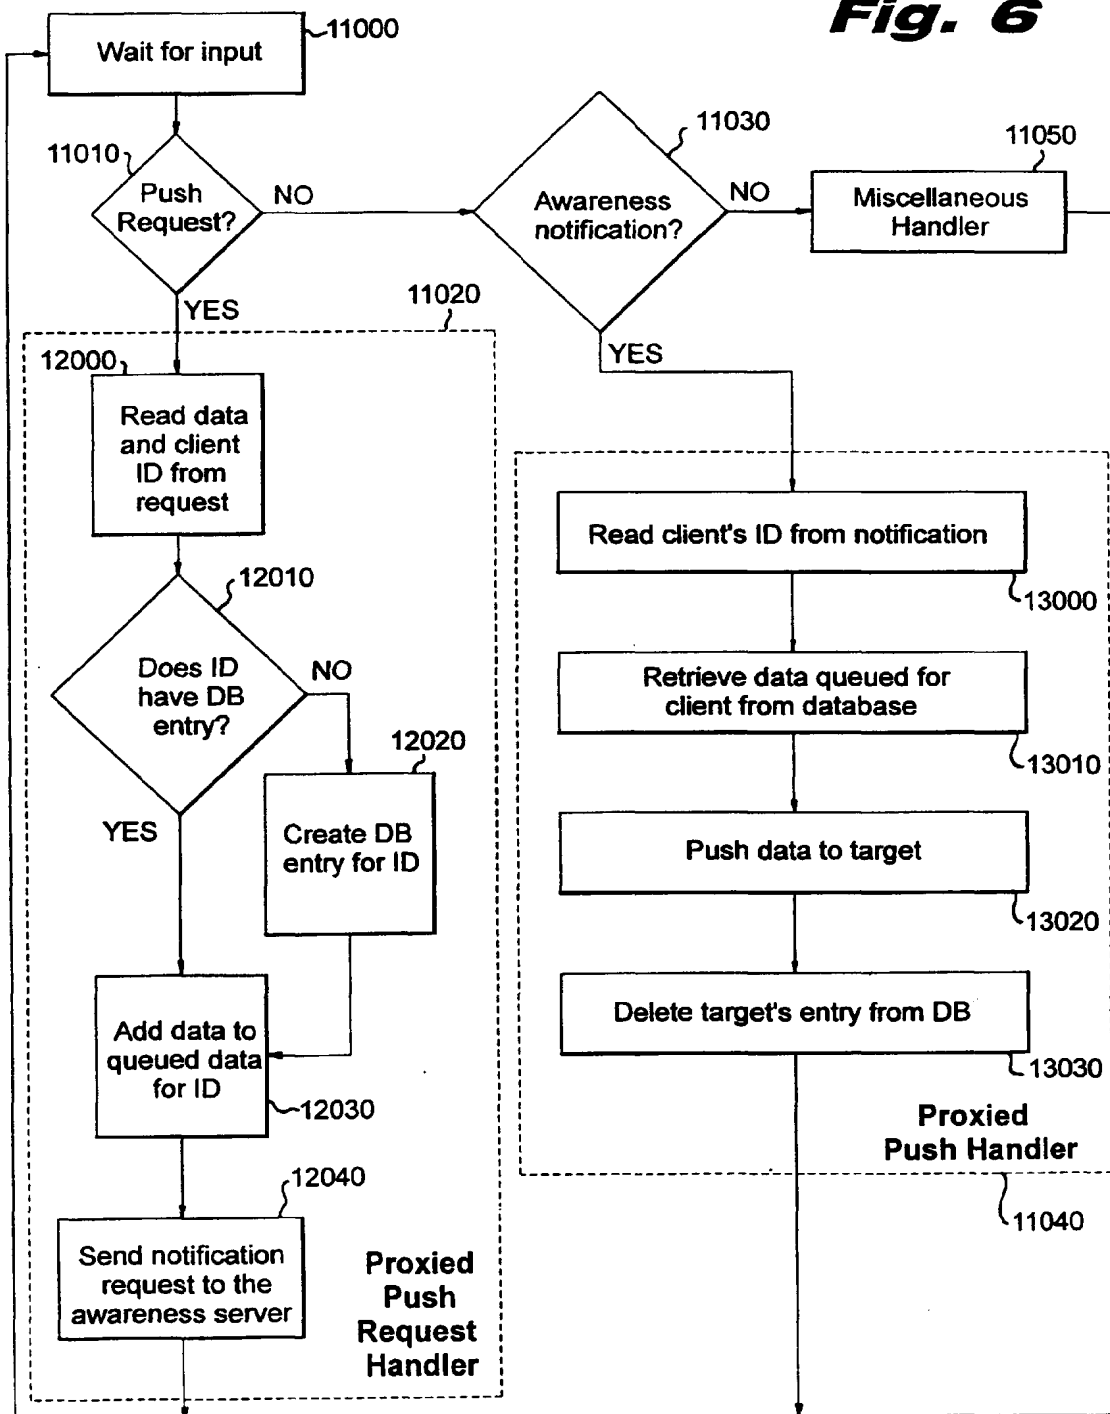 Fig. 6
11000
Wait for input
11010
Push
Request?
NO
YES
11030
Awareness
notification?
NO
YES
11050
Miscellaneous
Handler
11020
12000
Read data
and client
ID from
request
12010
Does ID
have DB
entry?
NO
YES
12020
Create DB
entry for ID
Add data to
queued data
for ID
12030
12040
Send notification
request to the
awareness server
Proxied
Push
Request
Handler
Read client's ID from notification
13000
Retrieve data queued for
client from database
13010
Push data to target
13020
Delete target's entry from DB
13030
Proxied
Push Handler
11040